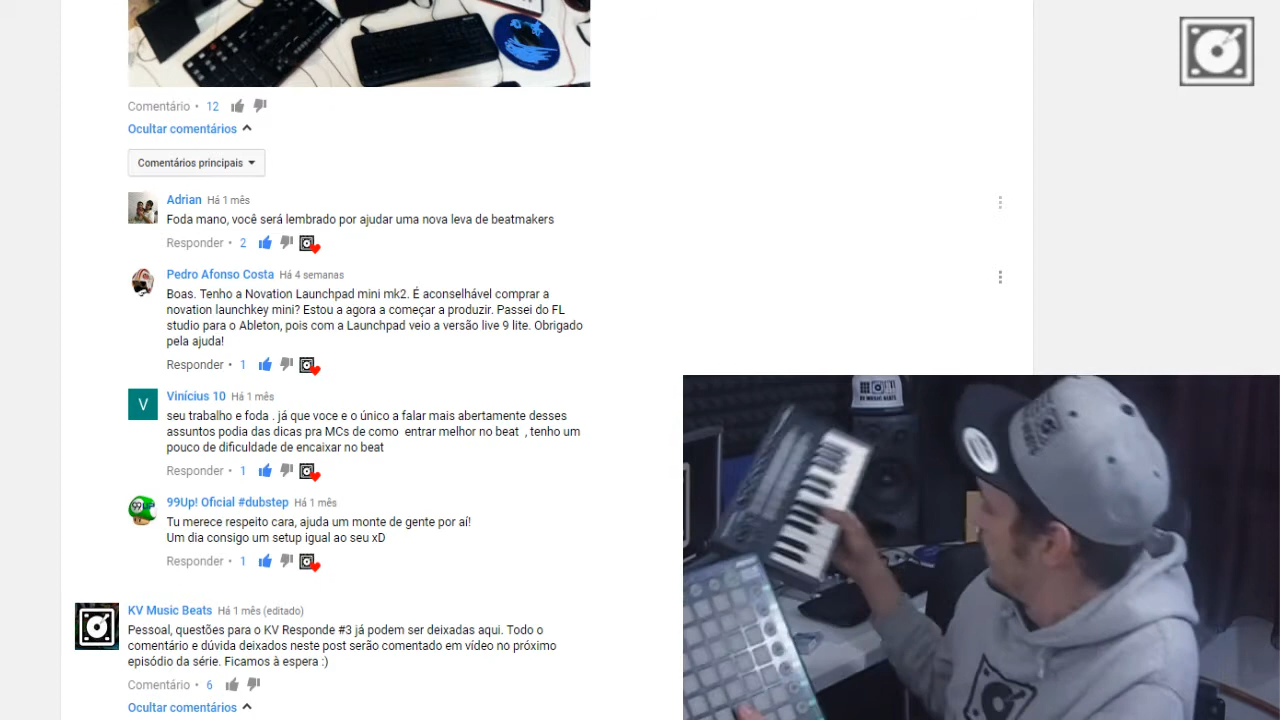 Comentário • 12
Ocultar comentários
Comentários principais
Adrian Há 1 mês
Foda mano, você será lembrado por ajudar uma nova leva de beatmakers
Responder • 2
Pedro Afonso Costa Há 4 semanas
Boas. Tenho a Novation Launchpad mini mk2. É aconselhável comprar a
novation launchkey mini? Estou a agora a começar a produzir. Passei do FL
studio para o Ableton, pois com a Launchpad veio a versão live 9 lite. Obrigado
pela ajuda!
Responder • 1
V
Vinícius 10 Há 1 mês
seu trabalho e foda . já que voce e o único a falar mais abertamente desses
assuntos podia das dicas pra MCs de como entrar melhor no beat , tenho um
pouco de dificuldade de encaixar no beat
Responder • 1
99Up! Oficial #dubstep Há 1 mês
Tu merece respeito cara, ajuda um monte de gente por aí!
Um dia consigo um setup igual ao seu xD
Responder • 1
KV Music Beats Há 1 mês (editado)
Pessoal, questões para o KV Responde #3 já podem ser deixadas aqui. Todo o
comentário e dúvida deixados neste post serão comentado em vídeo no próximo
episódio da série. Ficamos à espera :)
Comentário • 6
Ocultar comentários